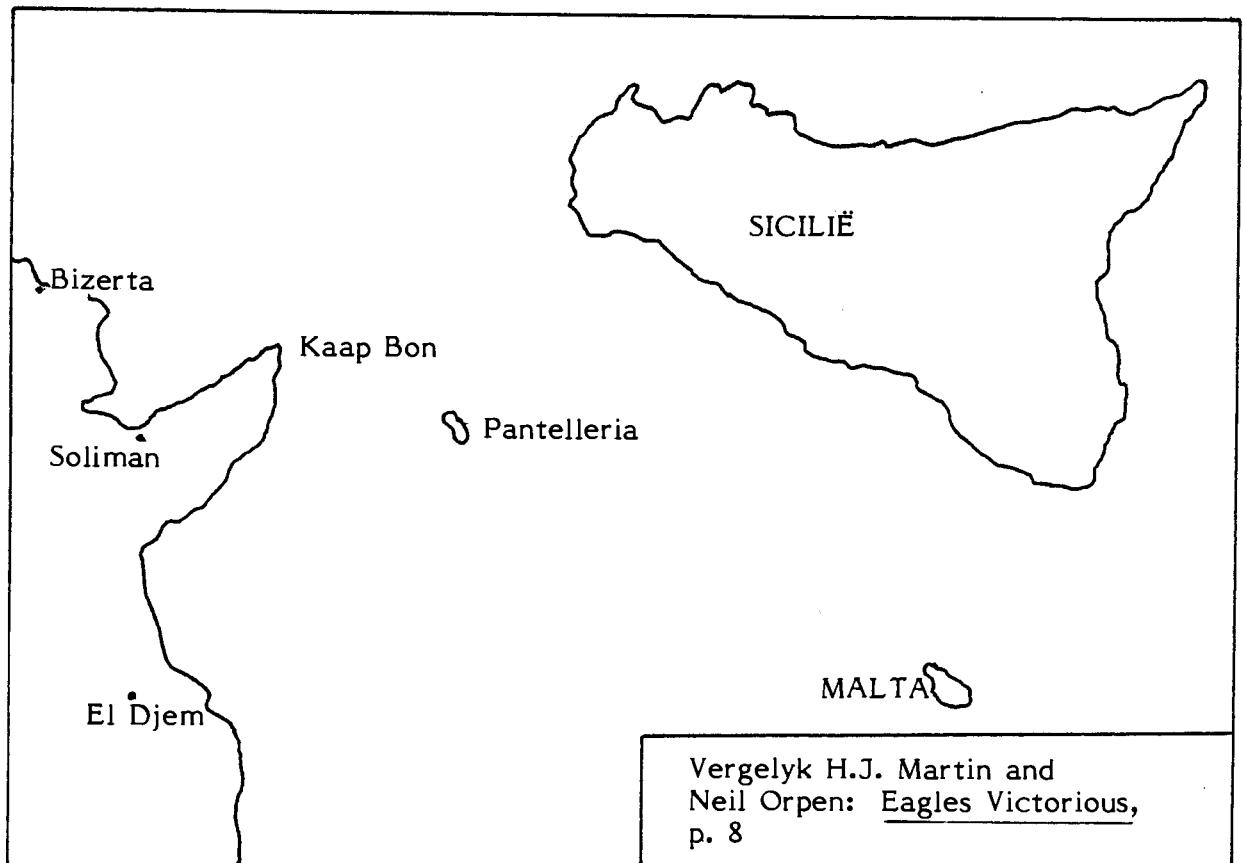 SICILIË
Bizerta
Kaap Bon
Pantelleria
Soliman
MALTA
El Djem
Vergelyk H.J. Martin and
Neil Orpen: Eagles Victorious,
p. 8